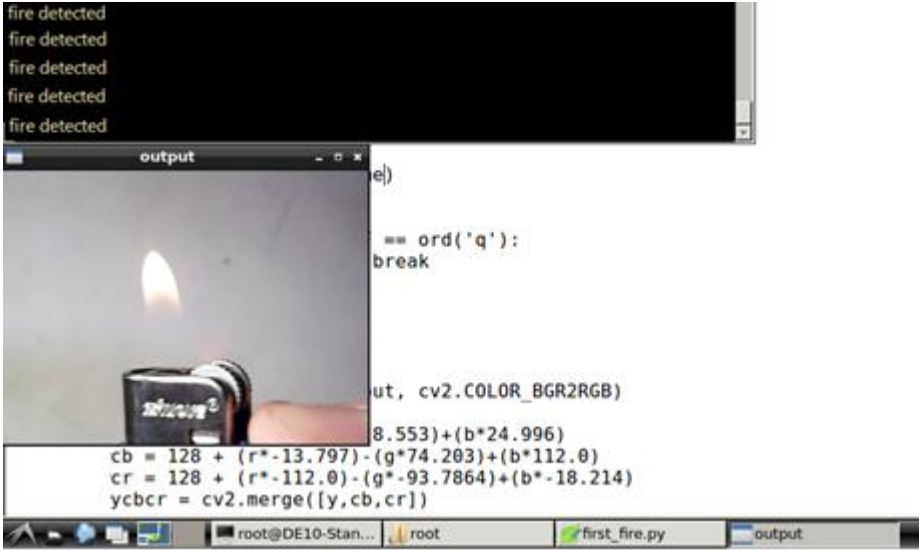 fire detected
fire detected
fire detected
fire detected
fire detected
output
e)
== ord('q'):
break
ut, cv2.COLOR_BGR2RGB)
8.553)+(b*24.996)
cb = 128 + (r*-13.797)-(g*74.203)+(b*112.0)
cr = 128 + (r*-112.0)-(g*-93.7864)+(b*-18.214)
ycbcr = cv2.merge([y,cb,cr])
root@DE10-Stan...
root
first_fire.py
output